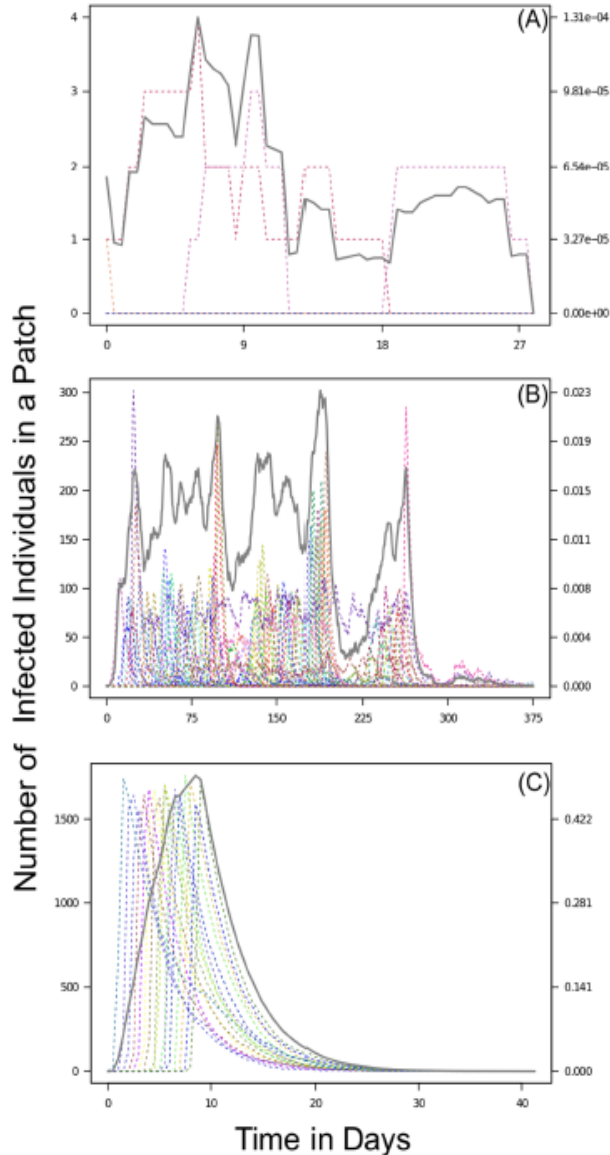 (A)
4
3
2
1
0
1.31e-04
9.81e-05
6.54e-05
3.27e-05
0.00e+00
0 9 18 27
(B)
300
250
200
150
100
50
0
0.023
0.019
0.015
0.011
0.008
0.004
0.000
0 75 150 225 300 375
(C)
1500
1000
500
0
0.422
0.281
0.141
0.000
0 10 20 30 40
Number of Infected Individuals in a Patch
Time in Days